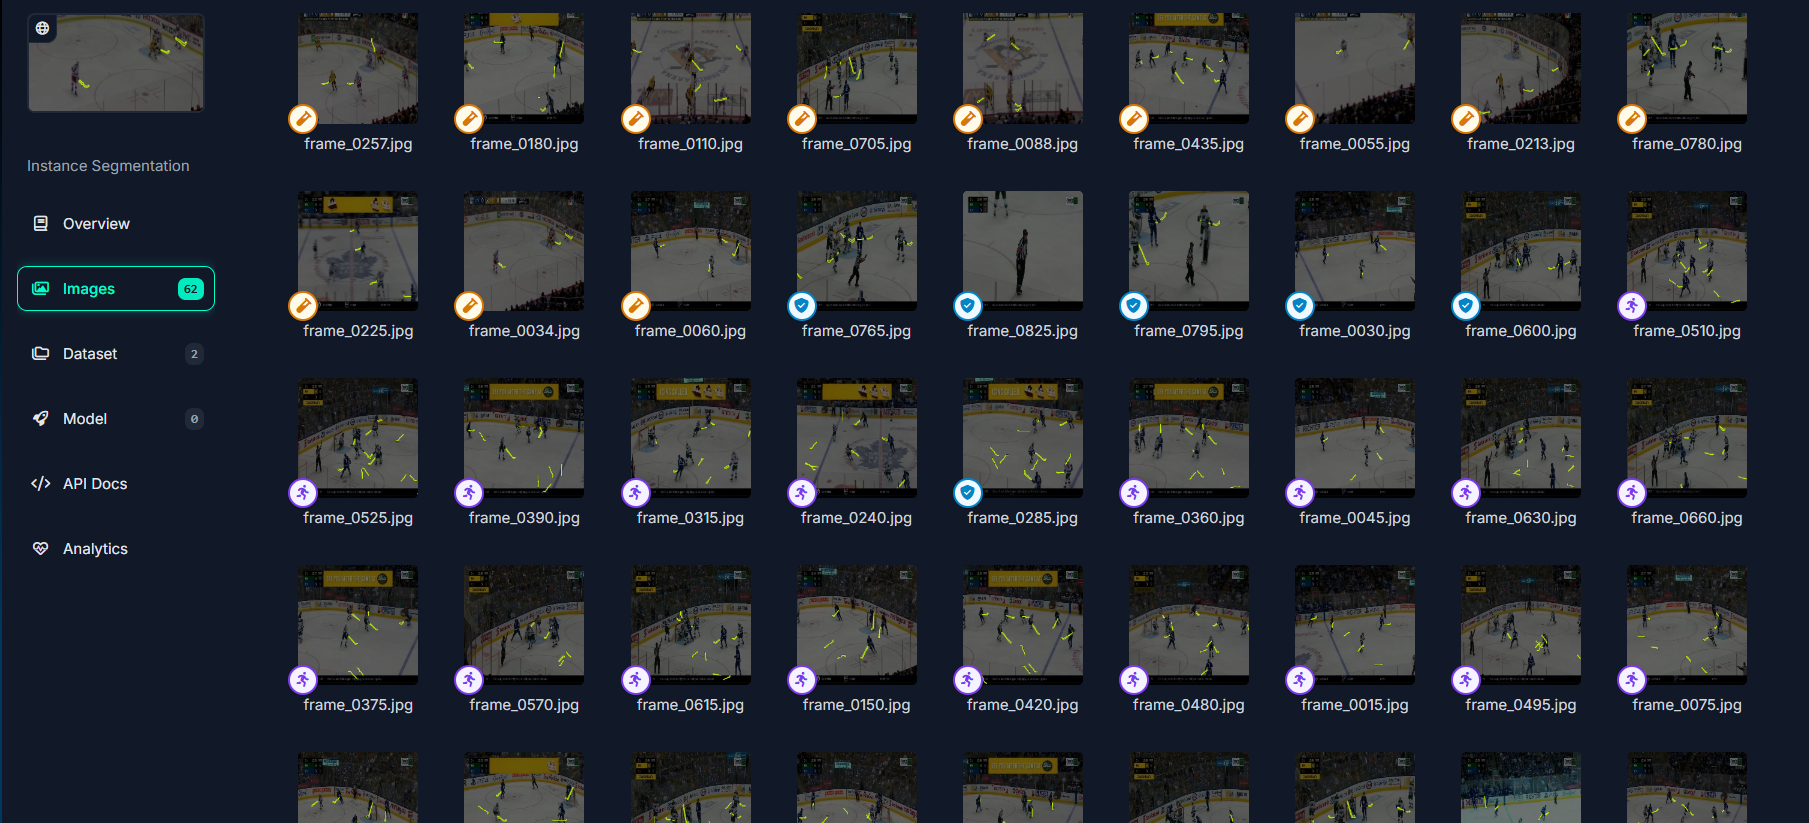 frame_0257.jpg
frame_0180.jpg
frame_0110.jpg
frame_0705.jpg
frame_0088.jpg
frame_0435.jpg
frame_0055.jpg
frame_0213.jpg
frame_0780.jpg
Instance Segmentation
Overview
Images 62
Dataset 2
Model 0
API Docs
Analytics
frame_0225.jpg
frame_0034.jpg
frame_0060.jpg
frame_0765.jpg
frame_0825.jpg
frame_0795.jpg
frame_0030.jpg
frame_0600.jpg
frame_0510.jpg
frame_0525.jpg
frame_0390.jpg
frame_0315.jpg
frame_0240.jpg
frame_0285.jpg
frame_0360.jpg
frame_0045.jpg
frame_0630.jpg
frame_0660.jpg
frame_0375.jpg
frame_0570.jpg
frame_0615.jpg
frame_0150.jpg
frame_0420.jpg
frame_0480.jpg
frame_0015.jpg
frame_0495.jpg
frame_0075.jpg